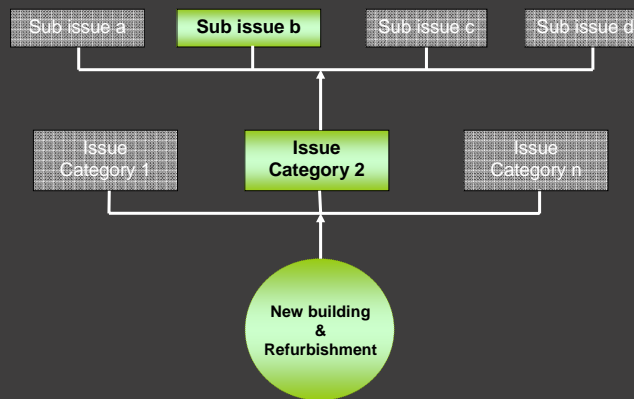 Sub issue a
Sub issue b
Sub issue c
Sub issue d
Issue
Category 1
Issue
Category 2
Issue
Category n
New building
&
Refurbishment